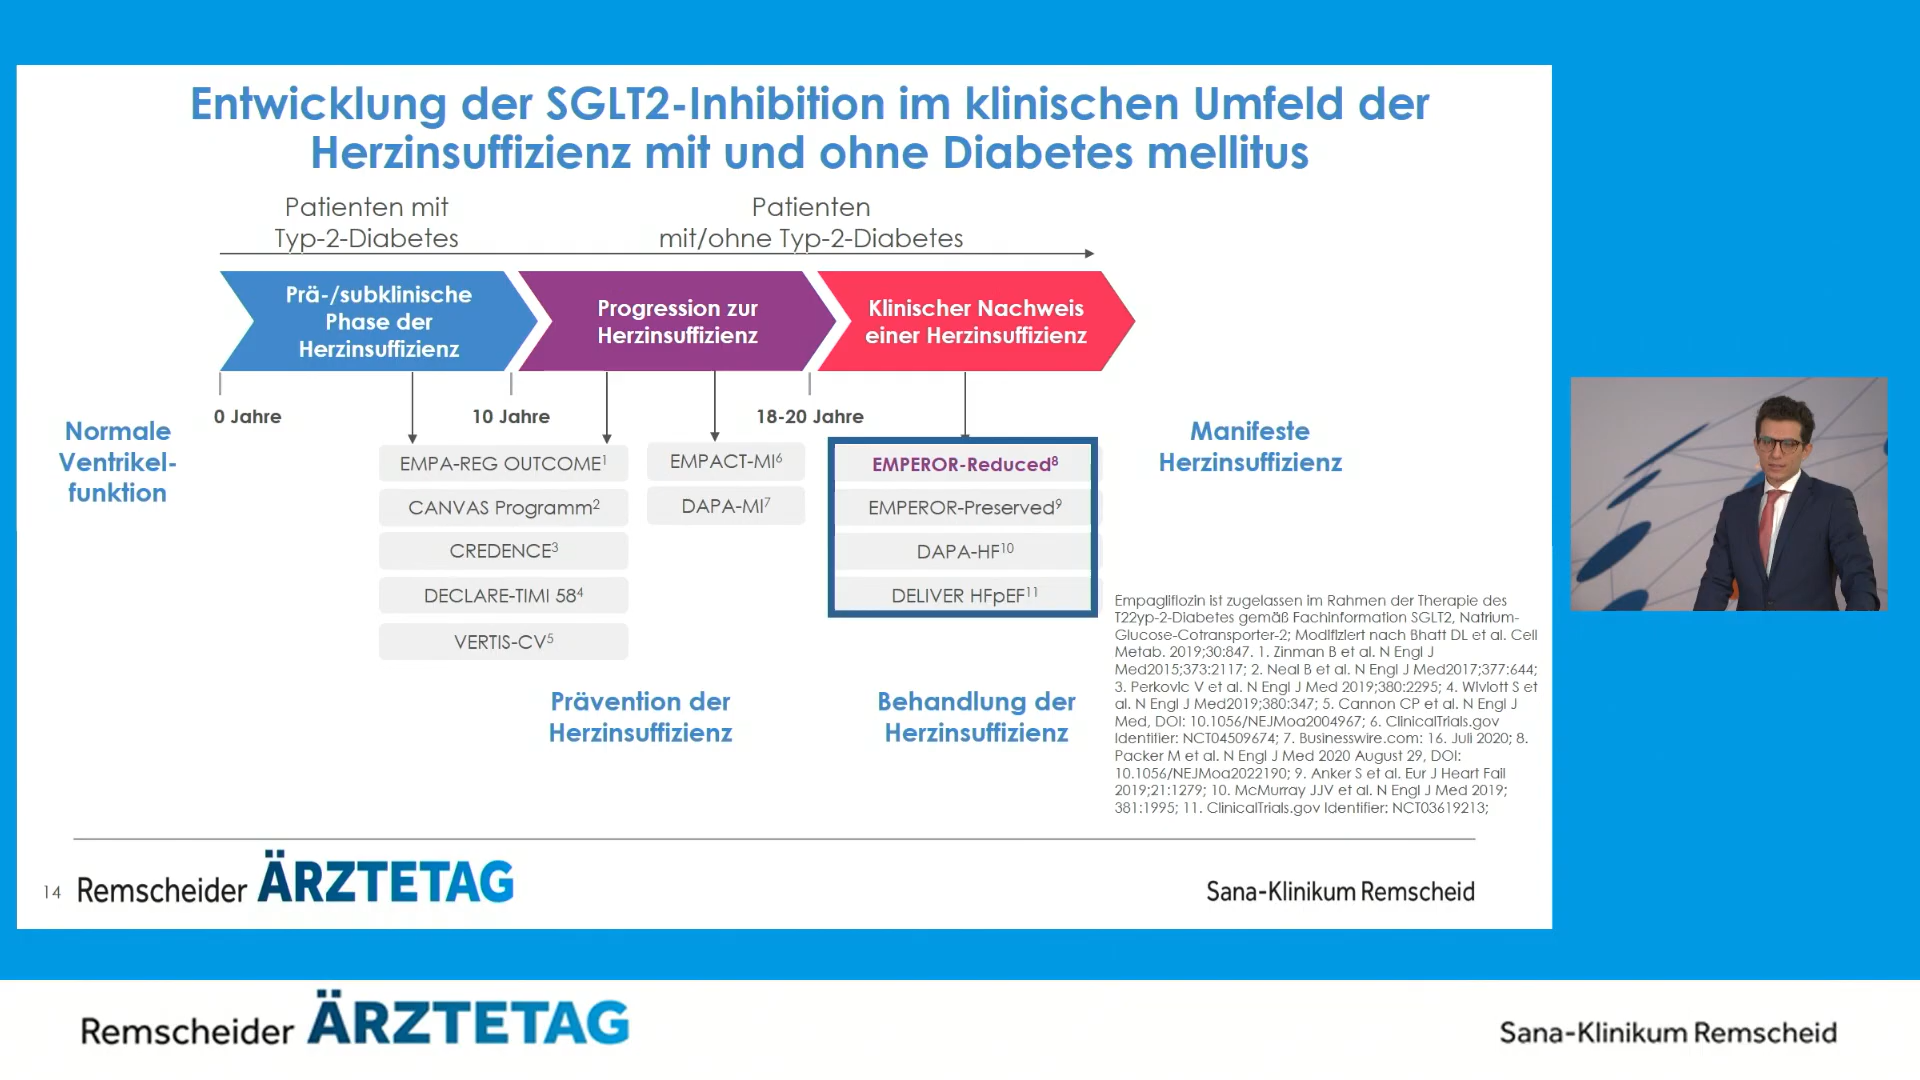 Entwicklung der SGLT2-Inhibition im klinischen Umfeld der
Herzinsuffizienz mit und ohne Diabetes mellitus
Patienten mit
Typ-2-Diabetes
Patienten
mit/ohne Typ-2-Diabetes
Prä-/subklinische
Phase der
Herzinsuffizienz
Progression zur
Herzinsuffizienz
Klinischer Nachweis
einer Herzinsuffizienz
0 Jahre
10 Jahre
18-20 Jahre
Normale
Ventrikel-
funktion
Manifeste
Herzinsuffizienz
EMPA-REG OUTCOME¹
CANVAS Programm²
CREDENCE³
DECLARE-TIMI 58⁴
VERTIS-CV⁵
EMPACT-MI⁶
DAPA-MI⁷
EMPEROR-Reduced⁸
EMPEROR-Preserved⁹
DAPA-HF¹⁰
DELIVER HFpEF¹¹
Prävention der
Herzinsuffizienz
Behandlung der
Herzinsuffizienz
Empagliflozin ist zugelassen im Rahmen der Therapie des
T22yp-2-Diabetes gemäß Fachinformation SGLT2, Natrium-
Glucose-Cotransporter-2; Modifiziert nach Bhatt DL et al. Cell
Metab. 2019;30:847. 1. Zinman B et al. N Engl J
Med2015;373:2117; 2. Neal B et al. N Engl J Med2017;377:644;
3. Perkovic V et al. N Engl J Med 2019;380:2295; 4. Wiviott S et
al. N Engl J Med2019;380:347; 5. Cannon CP et al. N Engl J
Med, DOI: 10.1056/NEJMoa2004967; 6. ClinicalTrials.gov
Identifier: NCT04509674; 7. Businesswire.com: 16. Juli 2020; 8.
Packer M et al. N Engl J Med 2020 August 29, DOI:
10.1056/NEJMoa2022190; 9. Anker S et al. Eur J Heart Fail
2019;21:1279; 10. McMurray JJV et al. N Engl J Med 2019;
381:1995; 11. ClinicalTrials.gov Identifier: NCT03619213;
14 Remscheider ÄRZTETAG
Sana-Klinikum Remscheid
Remscheider ÄRZTETAG
Sana-Klinikum Remscheid